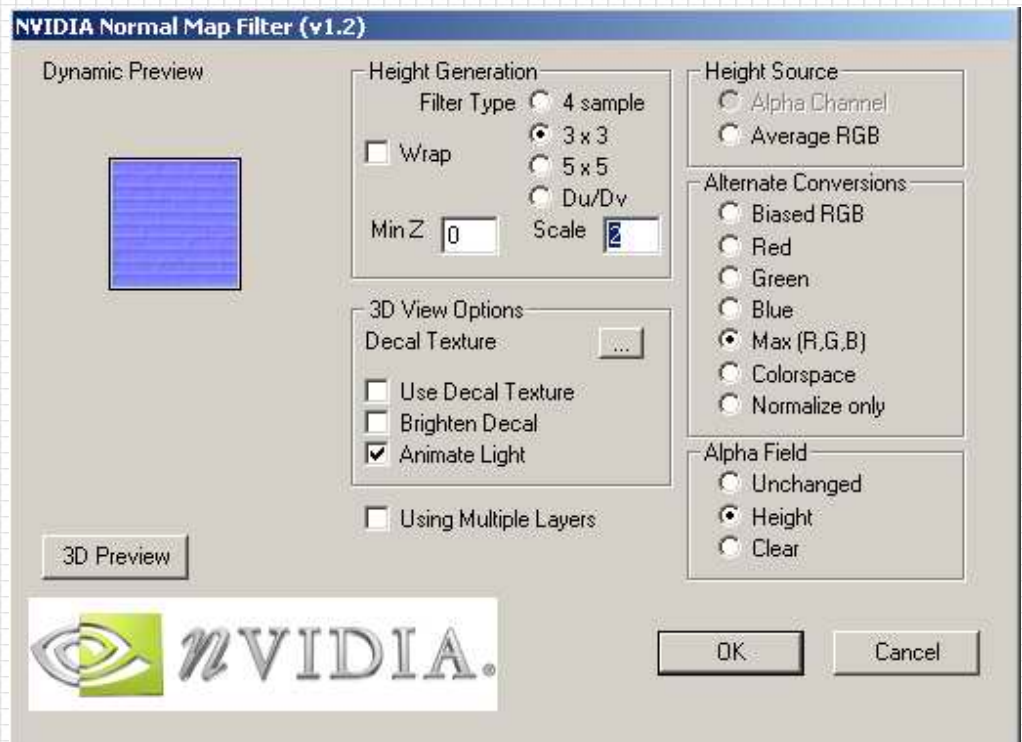 NVIDIA Normal Map Filter (v1.2)
Dynamic Preview
Height Generation
Filter Type
4 sample
3 x 3
5 x 5
Du/Dv
Wrap
Min Z
0
Scale
2
3D View Options
Decal Texture
...
Use Decal Texture
Brighten Decal
Animate Light
Using Multiple Layers
Height Source
Alpha Channel
Average RGB
Alternate Conversions
Biased RGB
Red
Green
Blue
Max (R,G,B)
Colorspace
Normalize only
Alpha Field
Unchanged
Height
Clear
3D Preview
nVIDIA®
OK
Cancel